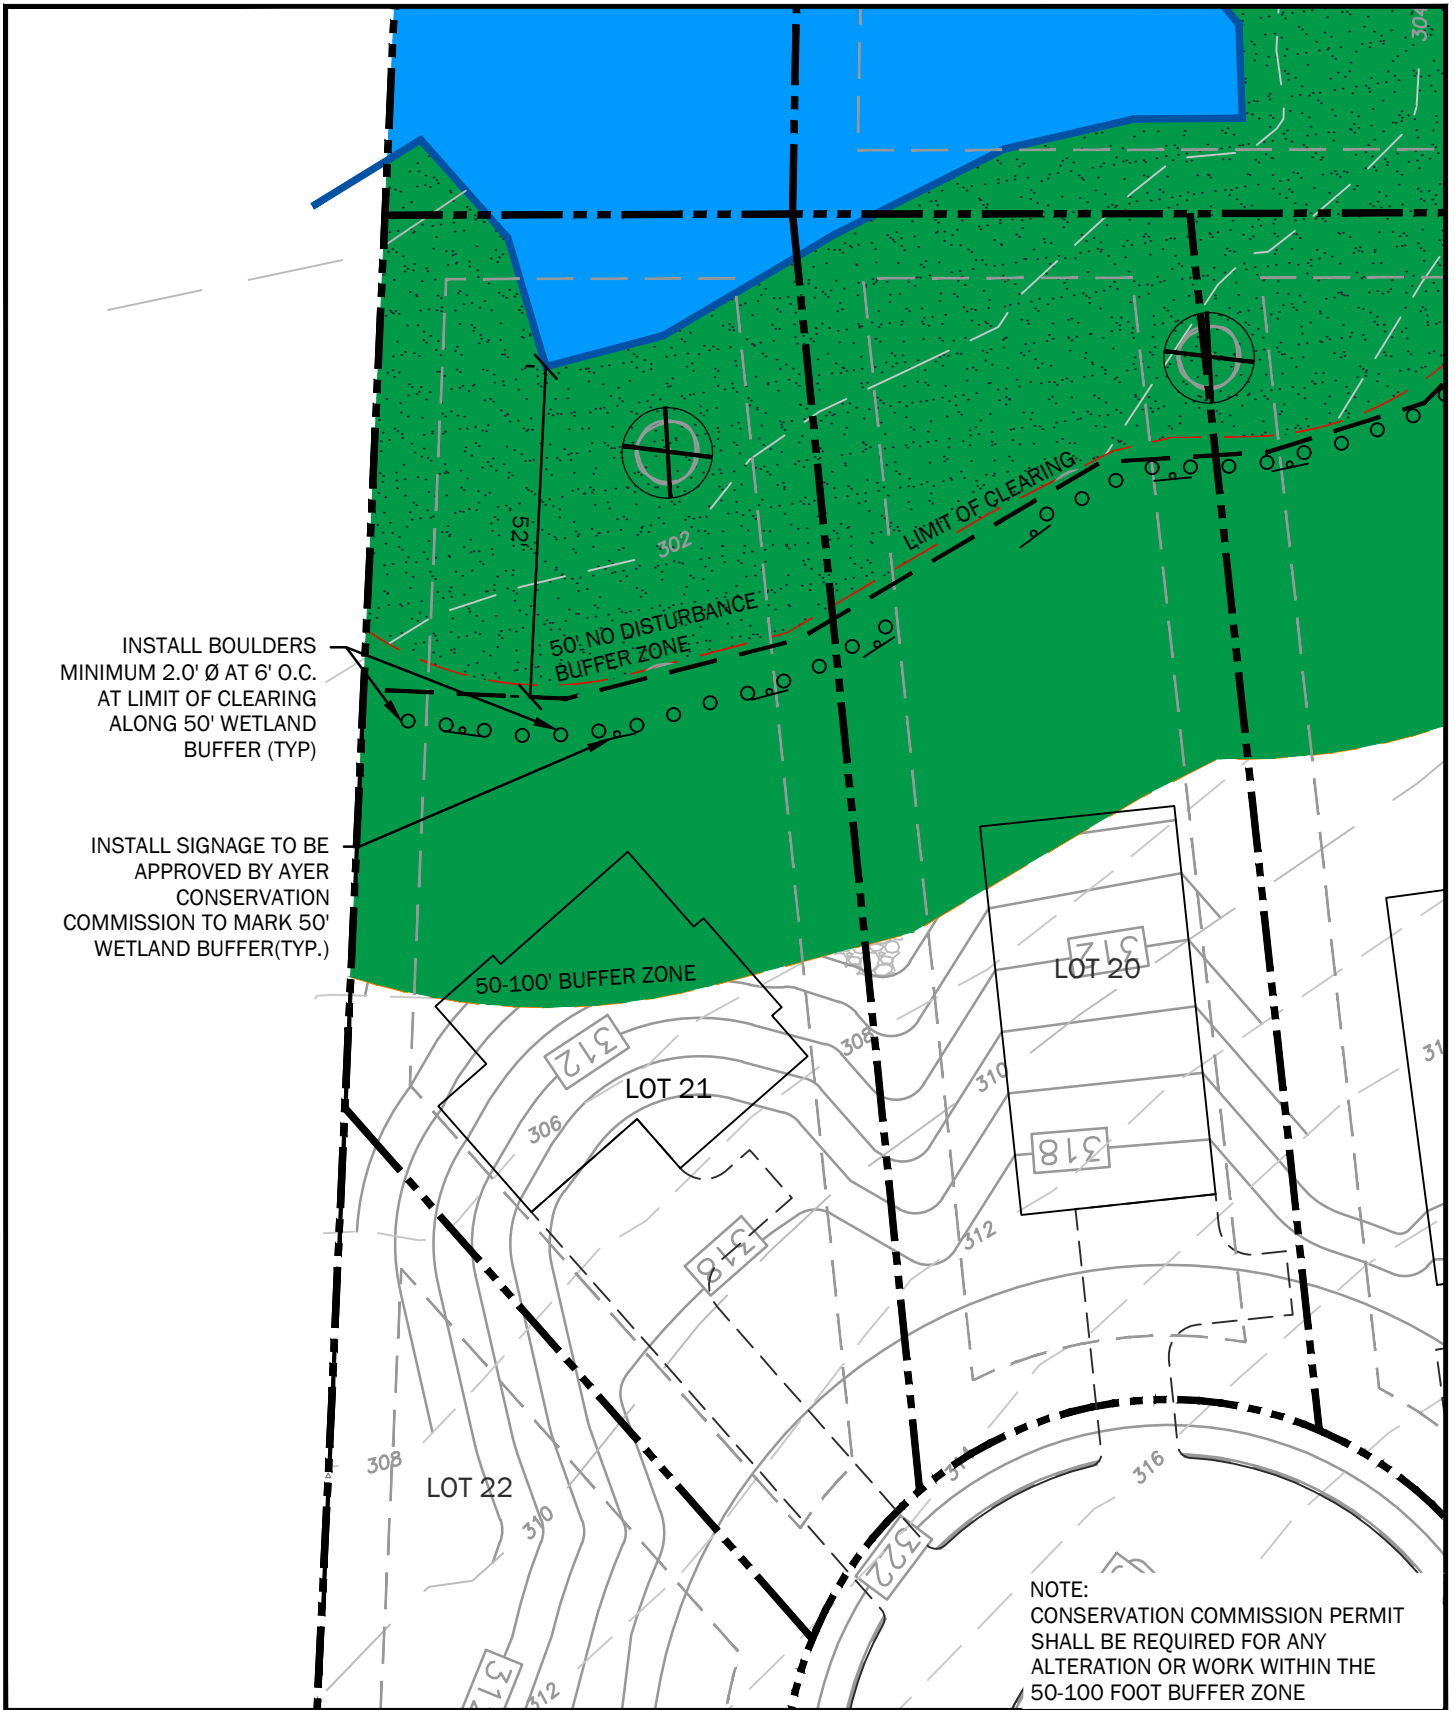 304
52'
302
LIMIT OF CLEARING
50' NO DISTURBANCE
BUFFER ZONE
INSTALL BOULDERS
MINIMUM 2.0' Ø AT 6' O.C.
AT LIMIT OF CLEARING
ALONG 50' WETLAND
BUFFER (TYP)
INSTALL SIGNAGE TO BE
APPROVED BY AYER
CONSERVATION
COMMISSION TO MARK 50'
WETLAND BUFFER(TYP.)
50-100' BUFFER ZONE
312
LOT 20
312
308
310
LOT 21
306
318
318
312
308
LOT 22
310
316
322
312
NOTE:
CONSERVATION COMMISSION PERMIT
SHALL BE REQUIRED FOR ANY
ALTERATION OR WORK WITHIN THE
50-100 FOOT BUFFER ZONE